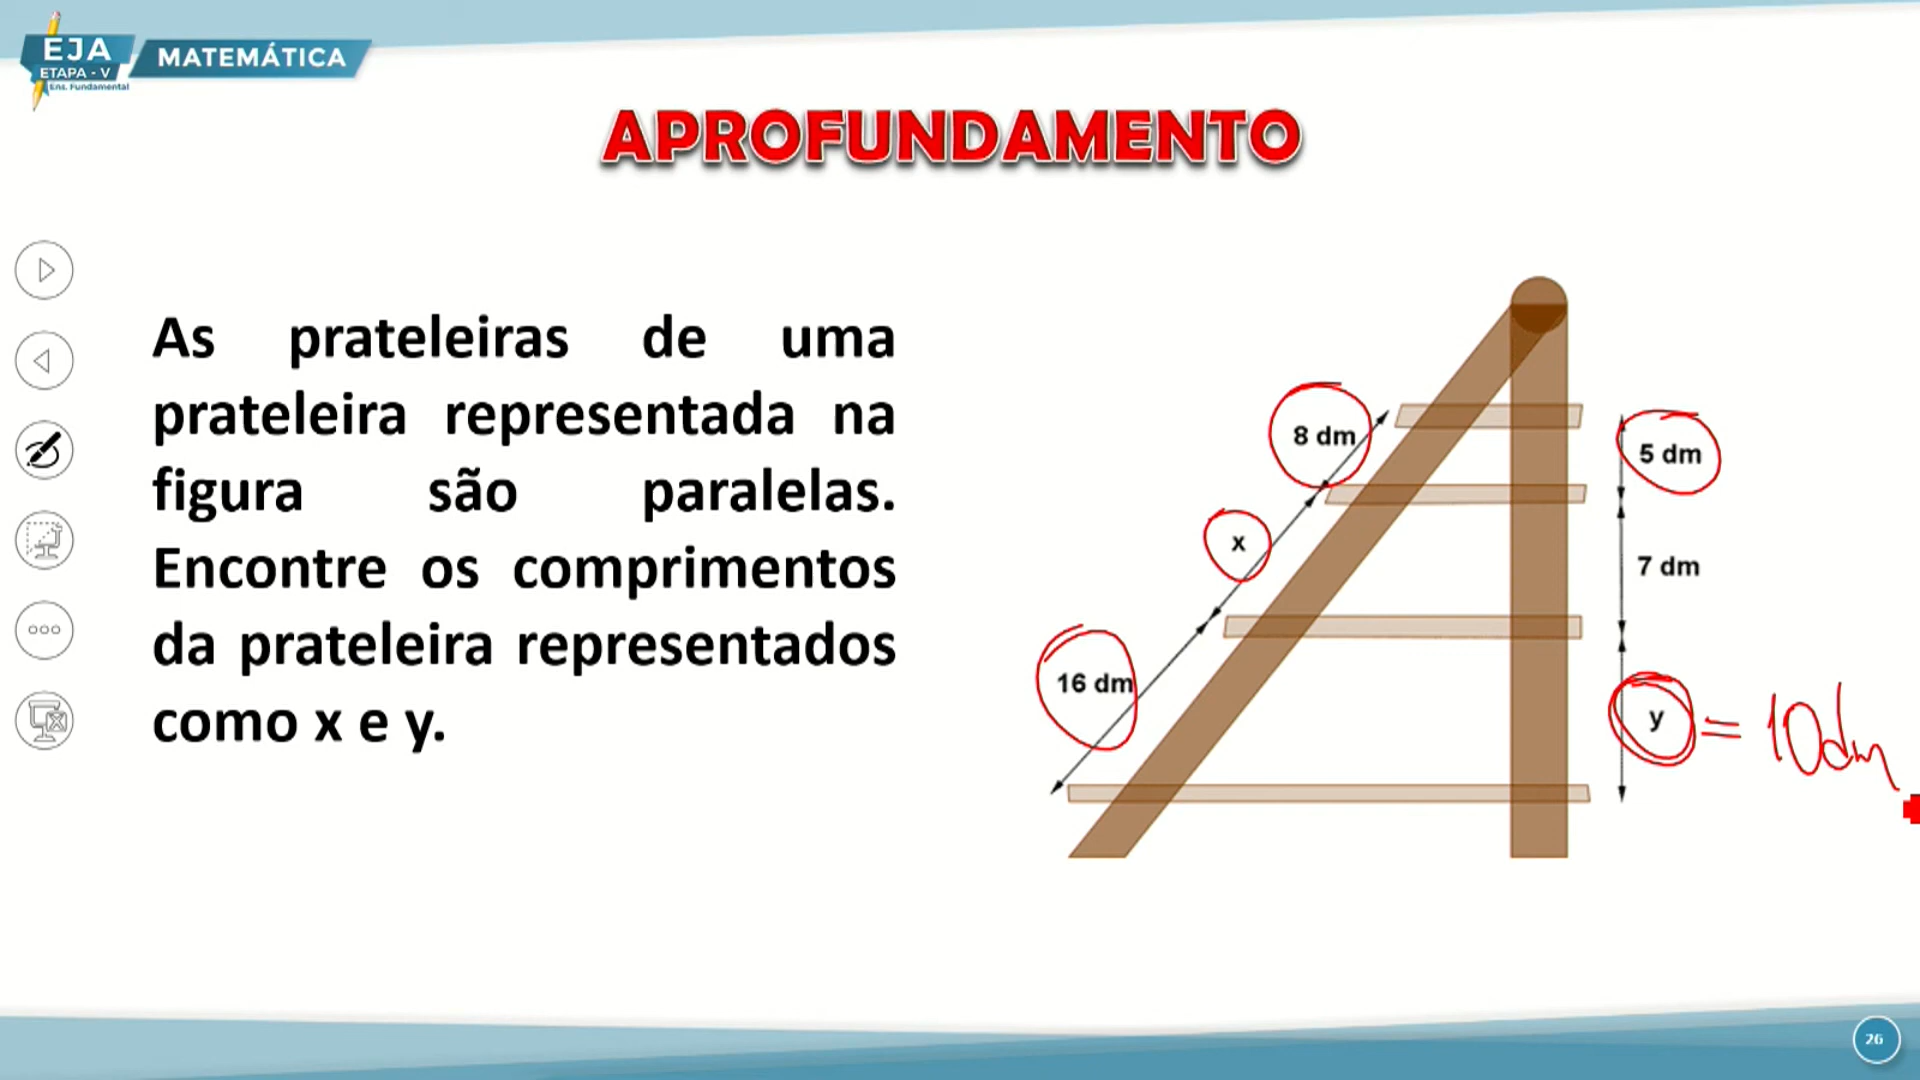 EJA
ETAPA - V
Ens. Fundamental
MATEMÁTICA
APROFUNDAMENTO
As prateleiras de uma
prateleira representada na
figura são paralelas.
Encontre os comprimentos
da prateleira representados
como x e y.
8 dm
5 dm
x
7 dm
16 dm
y = 10dm
26